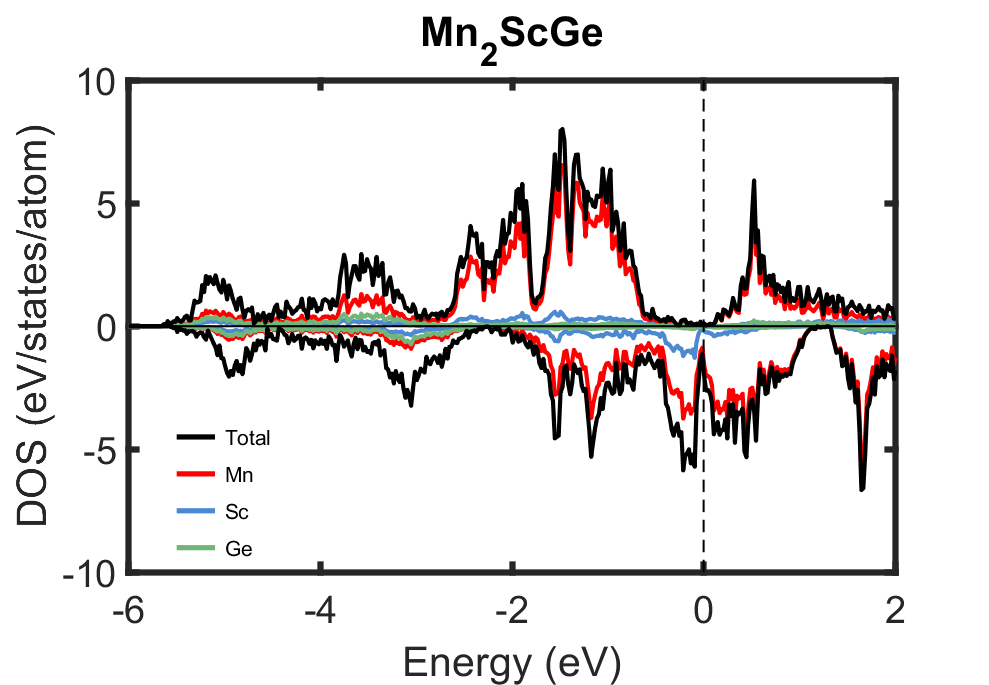 Mn2ScGe
10
5
0
-5
-10
DOS (eV/states/atom)
Total
Mn
Sc
Ge
-6 -4 -2 0 2
Energy (eV)